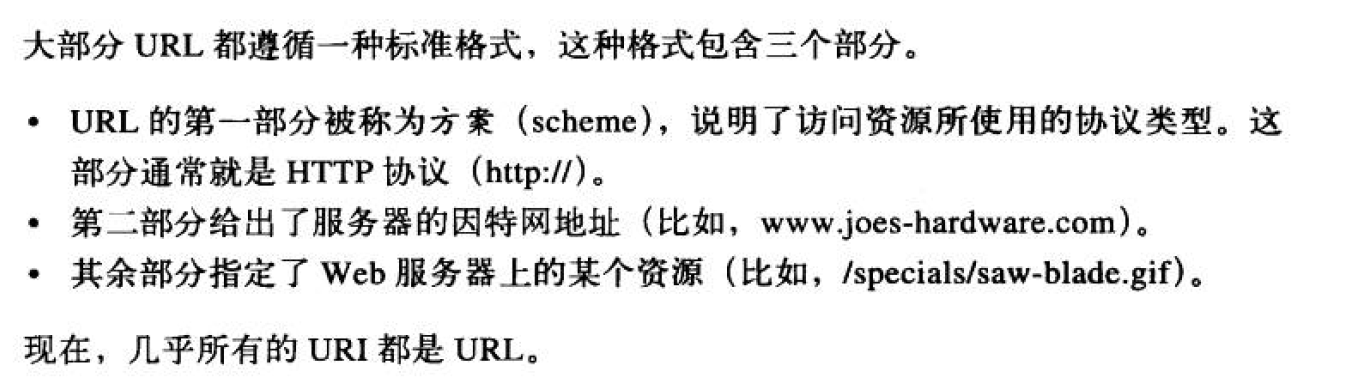 大部分 URL 都遵循一种标准格式，这种格式包含三个部分。
• URL 的第一部分被称为方案（scheme），说明了访问资源所使用的协议类型。这
部分通常就是 HTTP 协议（http://）。
• 第二部分给出了服务器的因特网地址（比如，www.joes-hardware.com）。
• 其余部分指定了 Web 服务器上的某个资源（比如，/specials/saw-blade.gif）。
现在，几乎所有的 URI 都是 URL。